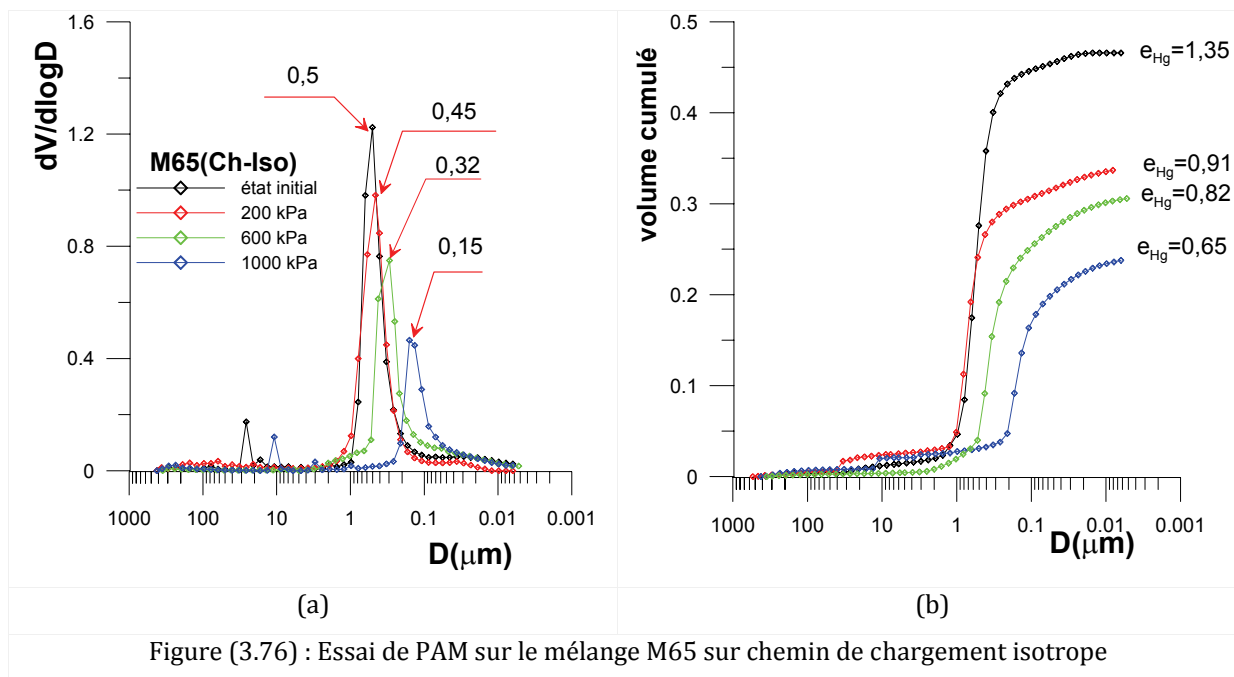 1.6
1.2
0.8
0.4
0
dV/dlogD
0,5
0,45
0,32
0,15
M65(Ch-Iso)
état initial
200 kPa
600 kPa
1000 kPa
1000 100 10 1 0.1 0.01 0.001
D(μm)
(a)
0.5
0.4
0.3
0.2
0.1
0
volume cumulé
eHg=1,35
eHg=0,91
eHg=0,82
eHg=0,65
1000 100 10 1 0.1 0.01 0.001
D(μm)
(b)
Figure (3.76) : Essai de PAM sur le mélange M65 sur chemin de chargement isotrope